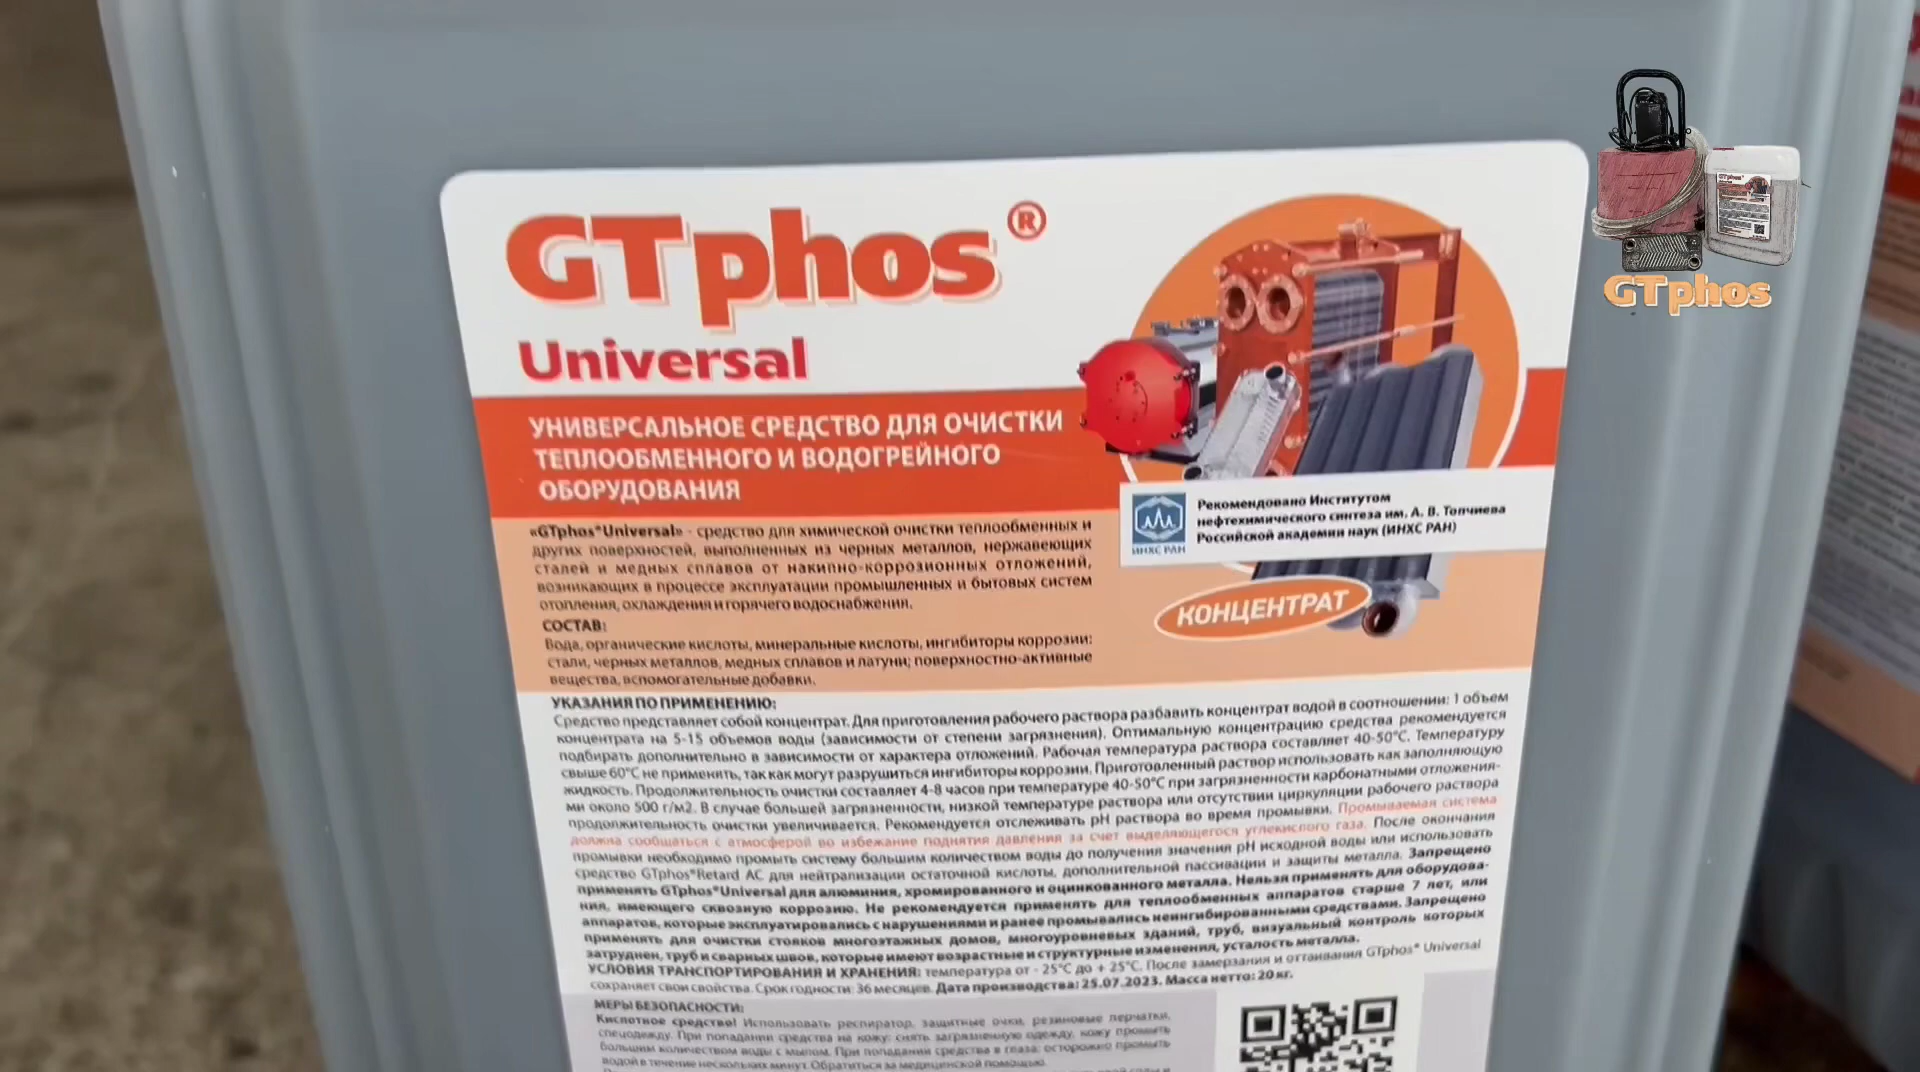 GTphos®
Universal
УНИВЕРСАЛЬНОЕ СРЕДСТВО ДЛЯ ОЧИСТКИ
ТЕПЛООБМЕННОГО И ВОДОГРЕЙНОГО
ОБОРУДОВАНИЯ
«GTphos®Universal» - средство для химической очистки теплообменных и
других поверхностей, выполненных из черных металлов, нержавеющих
сталей и медных сплавов от накипно-коррозионных отложений,
возникающих в процессе эксплуатации промышленных и бытовых систем
отопления, охлаждения и горячего водоснабжения.
СОСТАВ:
Вода, органические кислоты, минеральные кислоты, ингибиторы коррозии:
стали, черных металлов, медных сплавов и латуни; поверхностно-активные
вещества, вспомогательные добавки.
ИНХС РАН
Рекомендовано Институтом
нефтехимического синтеза им. А. В. Топчиева
Российской академии наук (ИНХС РАН)
КОНЦЕНТРАТ
УКАЗАНИЯ ПО ПРИМЕНЕНИЮ:
Средство представляет собой концентрат. Для приготовления рабочего раствора разбавить концентрат водой в соотношении: 1 объем
концентрата на 5-15 объемов воды (зависимости от степени загрязнения). Оптимальную концентрацию средства рекомендуется
подбирать дополнительно в зависимости от характера отложений. Рабочая температура раствора составляет 40-50°С. Температуру
свыше 60°С не применять, так как могут разрушиться ингибиторы коррозии. Приготовленный раствор использовать как заполняющую
жидкость. Продолжительность очистки составляет 4-8 часов при температуре 40-50°С при загрязненности карбонатными отложения-
ми около 500 г/м2. В случае большей загрязненности, низкой температуре раствора или отсутствии циркуляции рабочего раствора
продолжительность очистки увеличивается. Рекомендуется отслеживать pH раствора во время промывки. Промываемая система
должна сообщаться с атмосферой во избежание поднятия давления за счет выделяющегося углекислого газа. После окончания
промывки необходимо промыть систему большим количеством воды до получения значения pH исходной воды или использовать
средство GTphos®Retard AC для нейтрализации остаточной кислоты, дополнительной пассивации и защиты металла. Запрещено
применять GTphos®Universal для алюминия, хромированного и оцинкованного металла. Нельзя применять для оборудова-
ния, имеющего сквозную коррозию. Не рекомендуется применять для теплообменных аппаратов старше 7 лет, или
аппаратов, которые эксплуатировались с нарушениями и ранее промывались неингибированными средствами. Запрещено
применять для очистки стояков многоэтажных домов, многоуровневых зданий, труб, визуальный контроль которых
затруднен, труб и сварных швов, которые имеют возрастные и структурные изменения, усталость металла.
УСЛОВИЯ ТРАНСПОРТИРОВАНИЯ И ХРАНЕНИЯ: температура от - 25°С до + 25°С. После замерзания и оттаивания GTphos® Universal
сохраняет свои свойства. Срок годности: 36 месяцев. Дата производства: 25.07.2023. Масса нетто: 20 кг.
МЕРЫ БЕЗОПАСНОСТИ:
Кислотное средство! Использовать респиратор, защитные очки, резиновые перчатки,
спецодежду. При попадании средства на кожу: снять загрязненную одежду, кожу промыть
большим количеством воды с мылом. При попадании средства в глаза: осторожно промыть
водой в течение нескольких минут. Обратиться за медицинской помощью.
GTphos